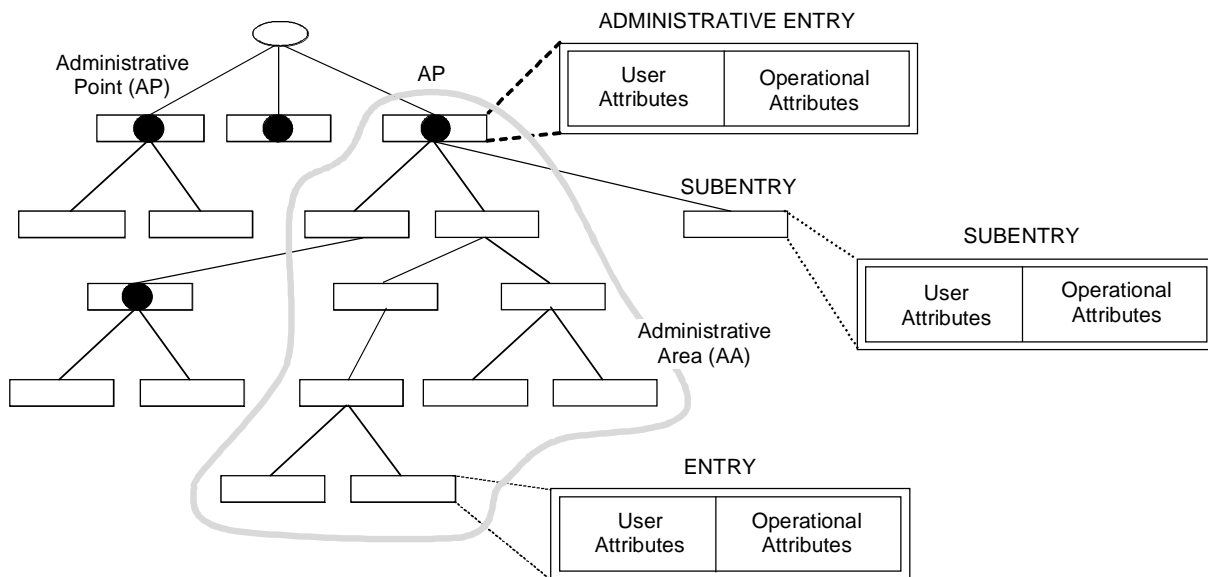 ADMINISTRATIVE ENTRY
User
Attributes
Operational
Attributes
Administrative
Point (AP)
AP
SUBENTRY
SUBENTRY
User
Attributes
Operational
Attributes
Administrative
Area (AA)
ENTRY
User
Attributes
Operational
Attributes